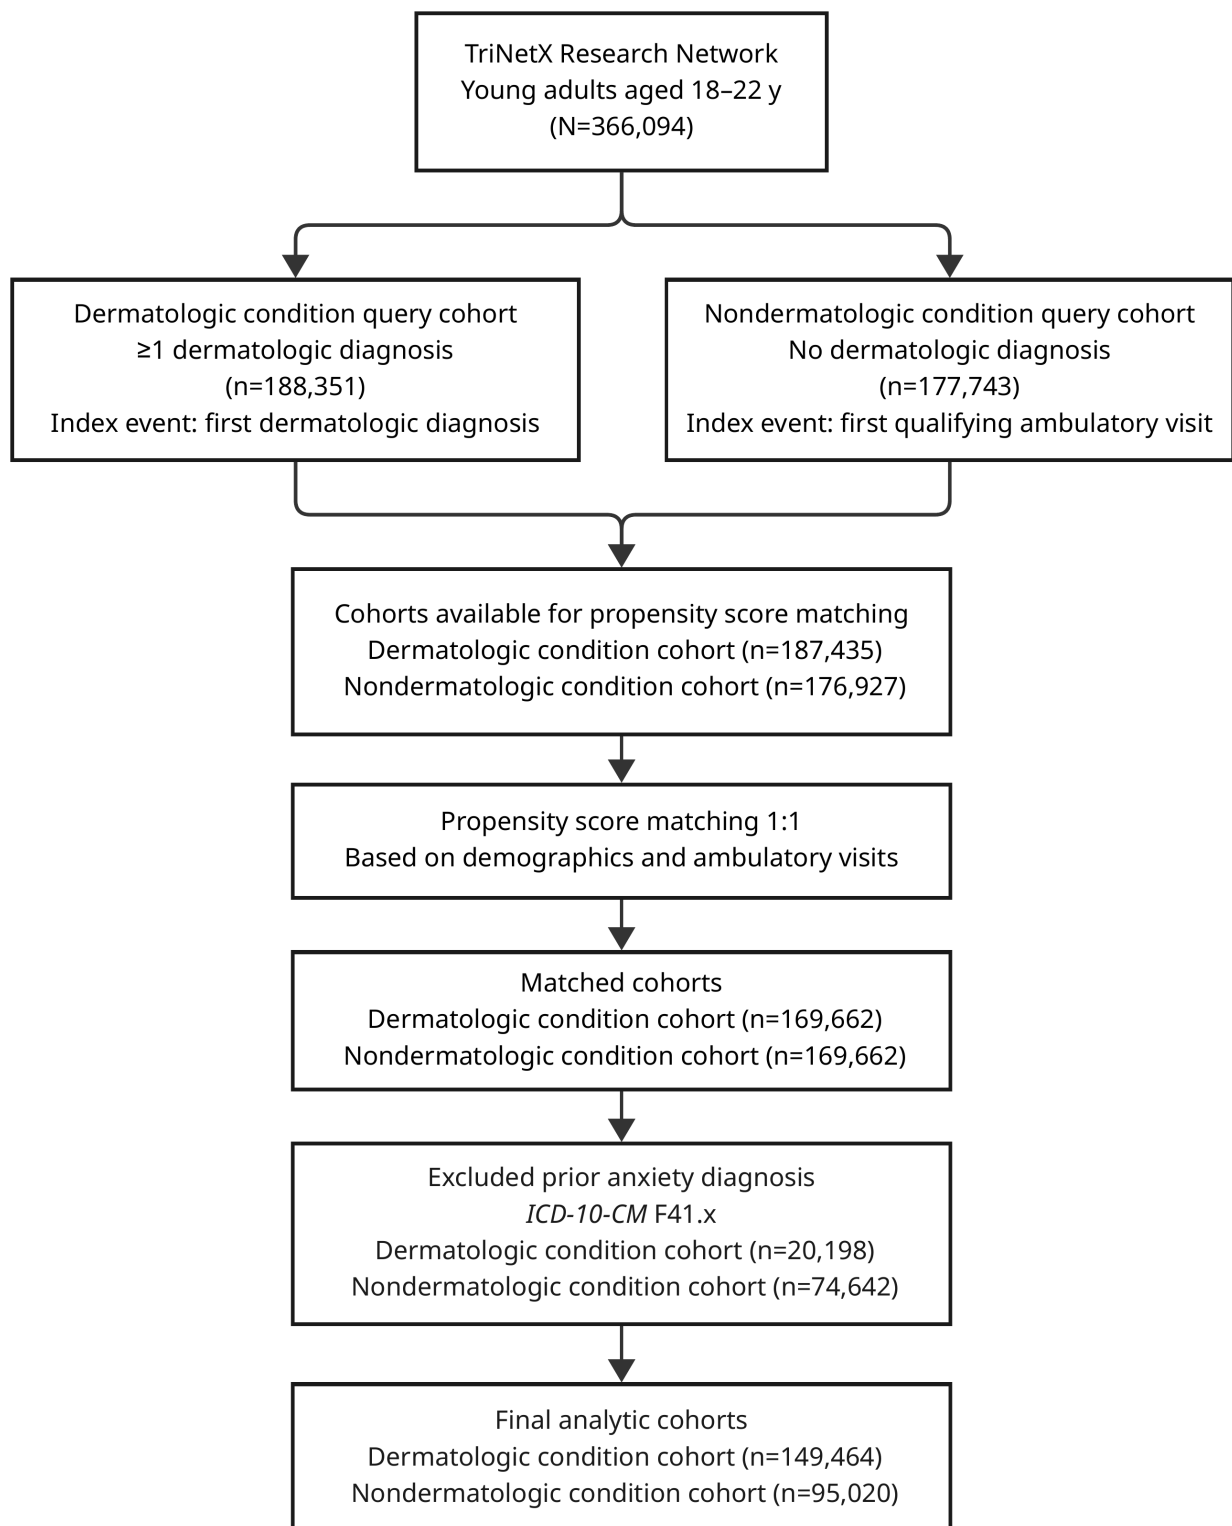 TriNetX Research Network
Young adults aged 18–22 y
(N=366,094)
Dermatologic condition query cohort
≥1 dermatologic diagnosis
(n=188,351)
Index event: first dermatologic diagnosis
Nondermatologic condition query cohort
No dermatologic diagnosis
(n=177,743)
Index event: first qualifying ambulatory visit
Cohorts available for propensity score matching
Dermatologic condition cohort (n=187,435)
Nondermatologic condition cohort (n=176,927)
Propensity score matching 1:1
Based on demographics and ambulatory visits
Matched cohorts
Dermatologic condition cohort (n=169,662)
Nondermatologic condition cohort (n=169,662)
Excluded prior anxiety diagnosis
ICD-10-CM F41.x
Dermatologic condition cohort (n=20,198)
Nondermatologic condition cohort (n=74,642)
Final analytic cohorts
Dermatologic condition cohort (n=149,464)
Nondermatologic condition cohort (n=95,020)